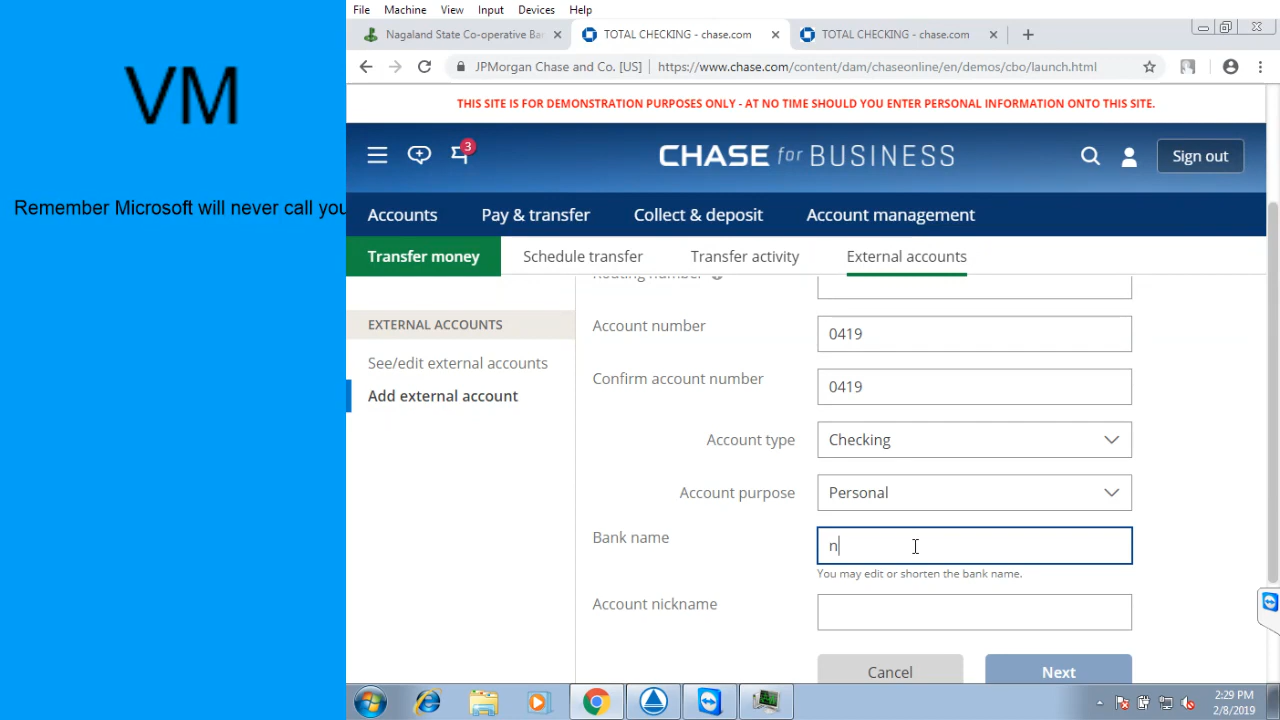 VM
Remember Microsoft will never call you
File Machine View Input Devices Help
Nagaland State Co-operative Ba
TOTAL CHECKING - chase.com
TOTAL CHECKING - chase.com
JPMorgan Chase and Co. [US] https://www.chase.com/content/dam/chaseonline/en/demos/cbo/launch.html
THIS SITE IS FOR DEMONSTRATION PURPOSES ONLY - AT NO TIME SHOULD YOU ENTER PERSONAL INFORMATION ONTO THIS SITE.
3
CHASE for BUSINESS
Sign out
Accounts Pay & transfer Collect & deposit Account management
Transfer money Schedule transfer Transfer activity External accounts
EXTERNAL ACCOUNTS
See/edit external accounts
Add external account
Routing number
Account number 0419
Confirm account number 0419
Account type Checking
Account purpose Personal
Bank name n
You may edit or shorten the bank name.
Account nickname
Cancel Next
2:29 PM
2/8/2019